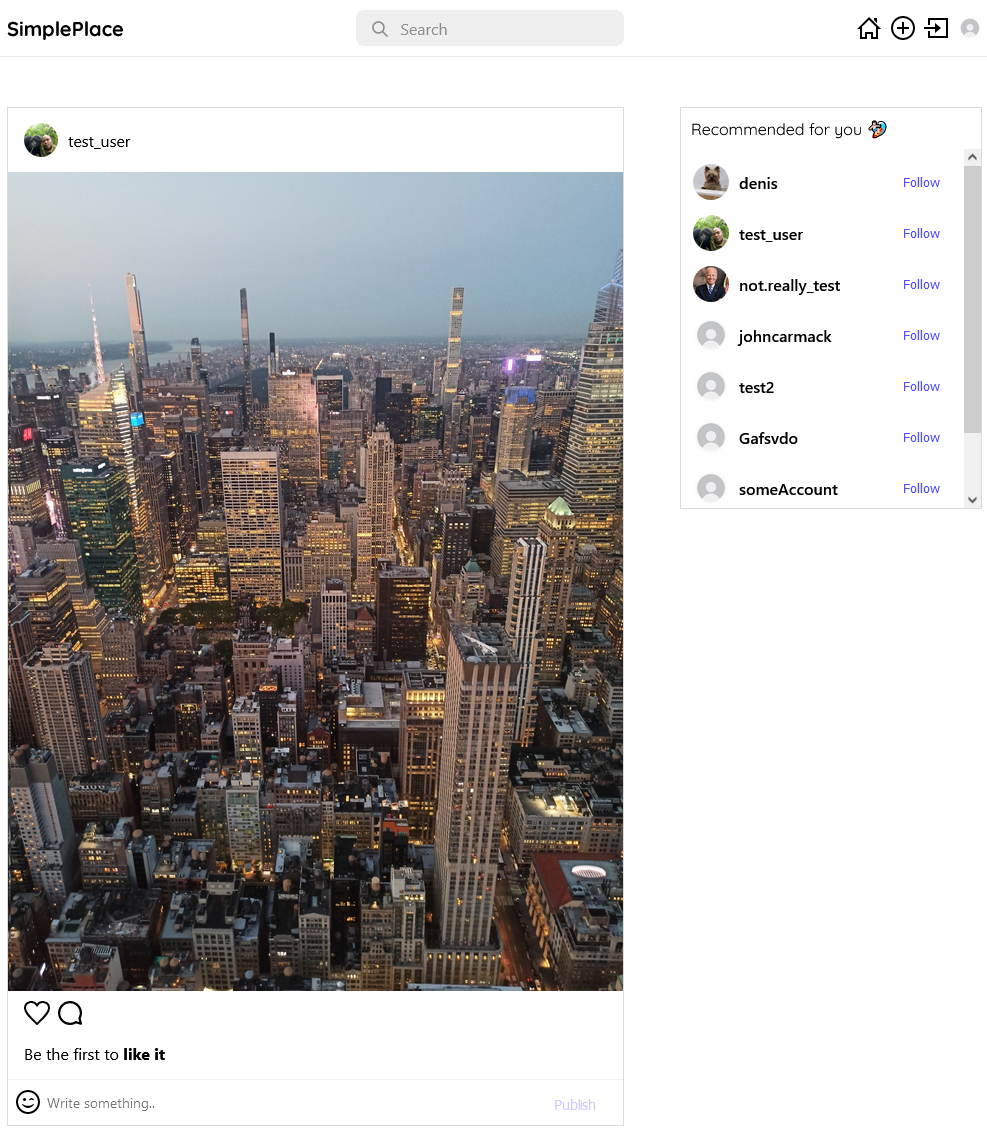 SimplePlace
Search
test_user
Be the first to like it
Write something..
Publish
Recommended for you
denis
Follow
test_user
Follow
not.really_test
Follow
johncarmack
Follow
test2
Follow
Gafsvdo
Follow
someAccount
Follow